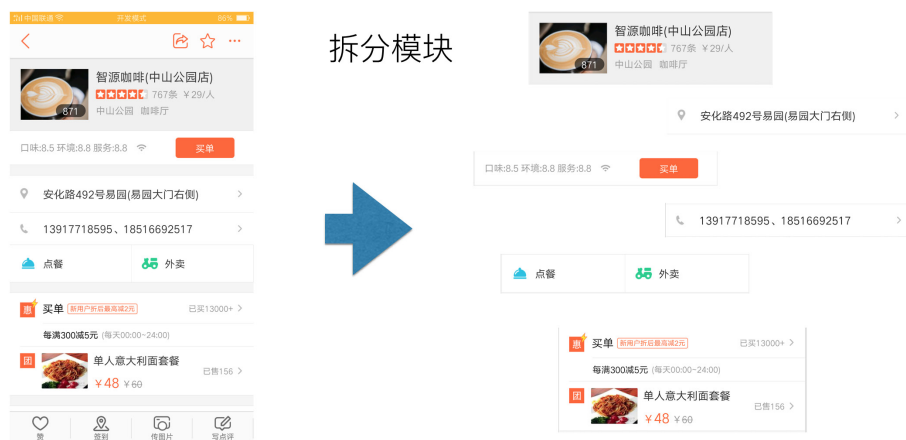 中国联通
开发模式
86%
智源咖啡(中山公园店)
767条 ￥29/人
871
中山公园 咖啡厅
口味:8.5 环境:8.8 服务:8.8
买单
安化路492号易园(易园大门右侧)
13917718595、18516692517
点餐
外卖
惠
买单
新用户折后最高减2元
已买13000+
每满300减5元 (每天00:00~24:00)
团
单人意大利面套餐
￥48 ￥60
已售156
赞
签到
传图片
写点评
拆分模块
智源咖啡(中山公园店)
767条 ￥29/人
871
中山公园 咖啡厅
安化路492号易园(易园大门右侧)
口味:8.5 环境:8.8 服务:8.8
买单
13917718595、18516692517
点餐
外卖
惠
买单
新用户折后最高减2元
已买13000+
每满300减5元 (每天00:00~24:00)
团
单人意大利面套餐
￥48 ￥60
已售156